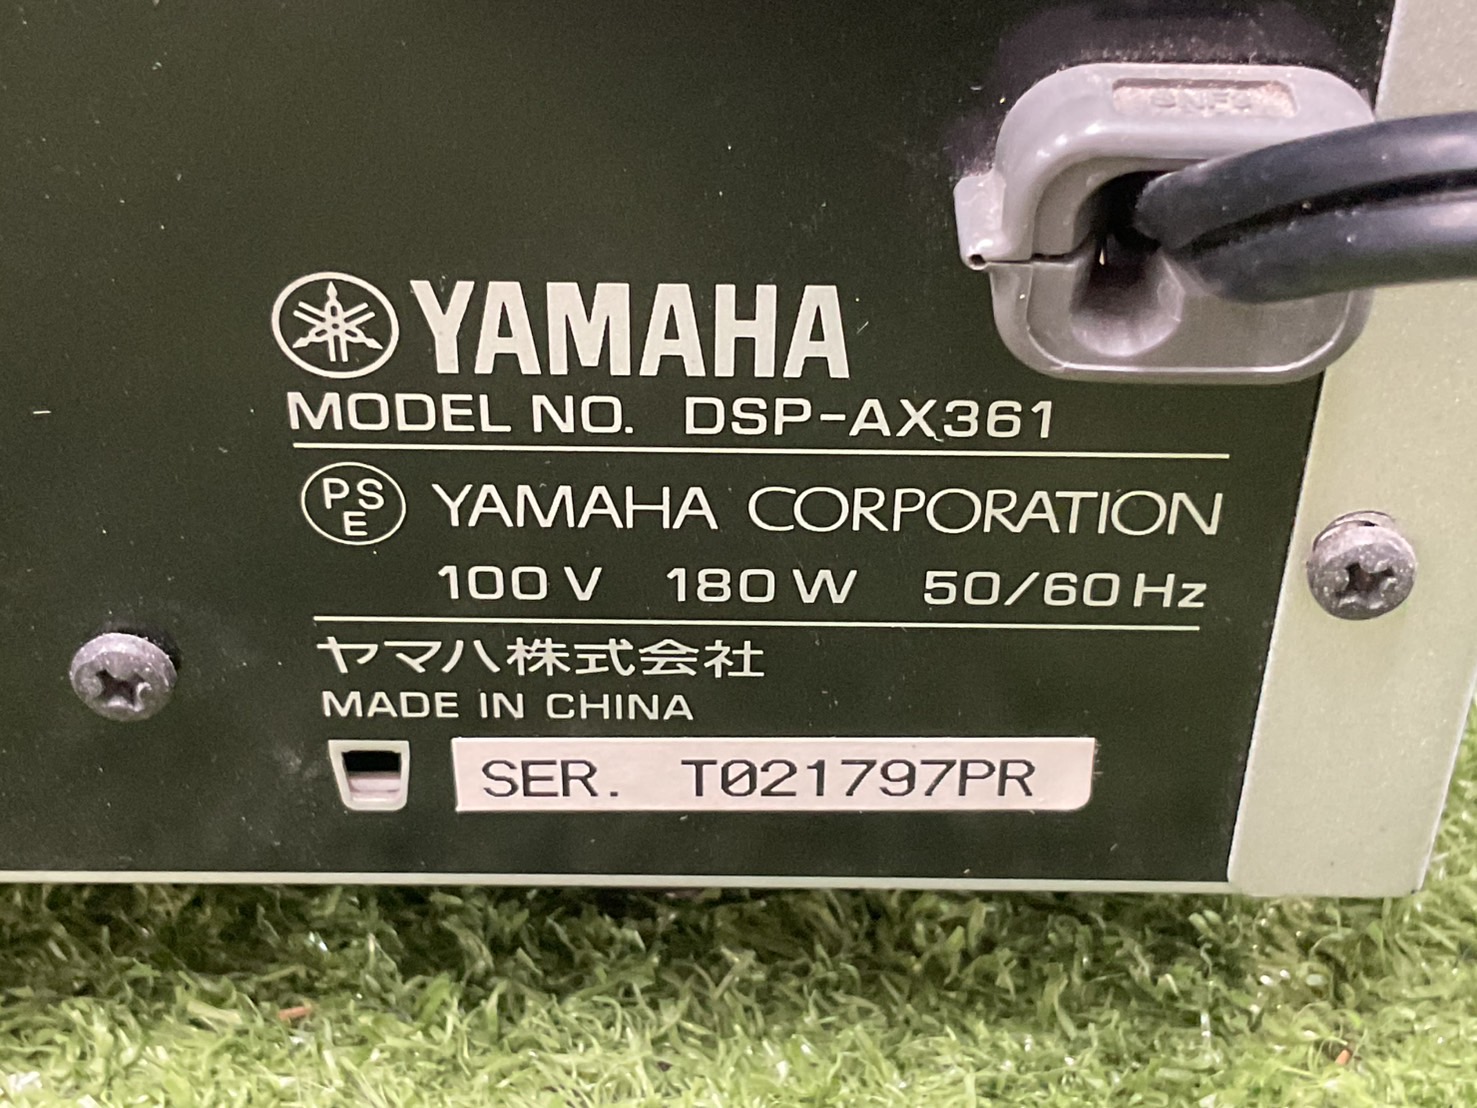 YAMAHA
MODEL NO. DSP-AX361
PSE YAMAHA CORPORATION
100 V 180 W 50/60 Hz
ヤマハ株式会社
MADE IN CHINA
SER. T021797PR